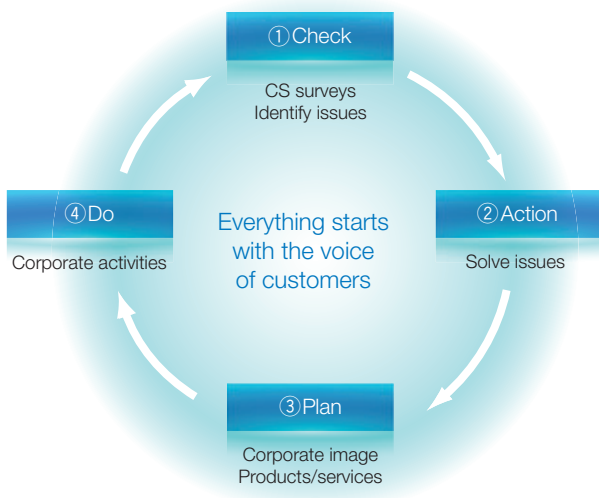 ①Check
CS surveys
Identify issues
④Do
Corporate activities
Everything starts
with the voice
of customers
②Action
Solve issues
③Plan
Corporate image
Products/services